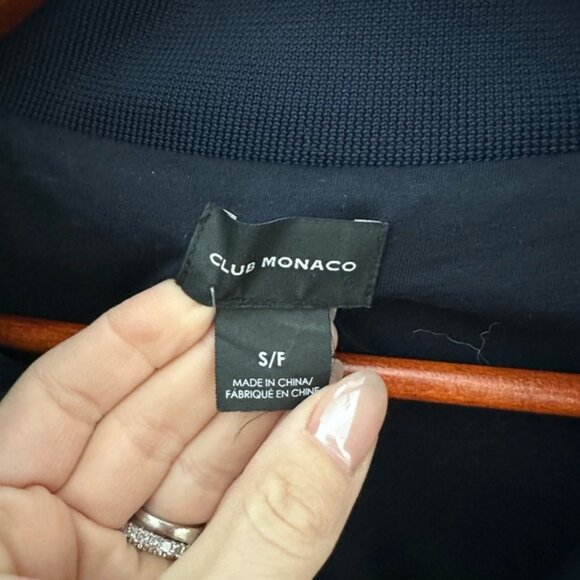 CLUB MONACO
S/F
MADE IN CHINA/
FABRIQUÉ EN CHINE